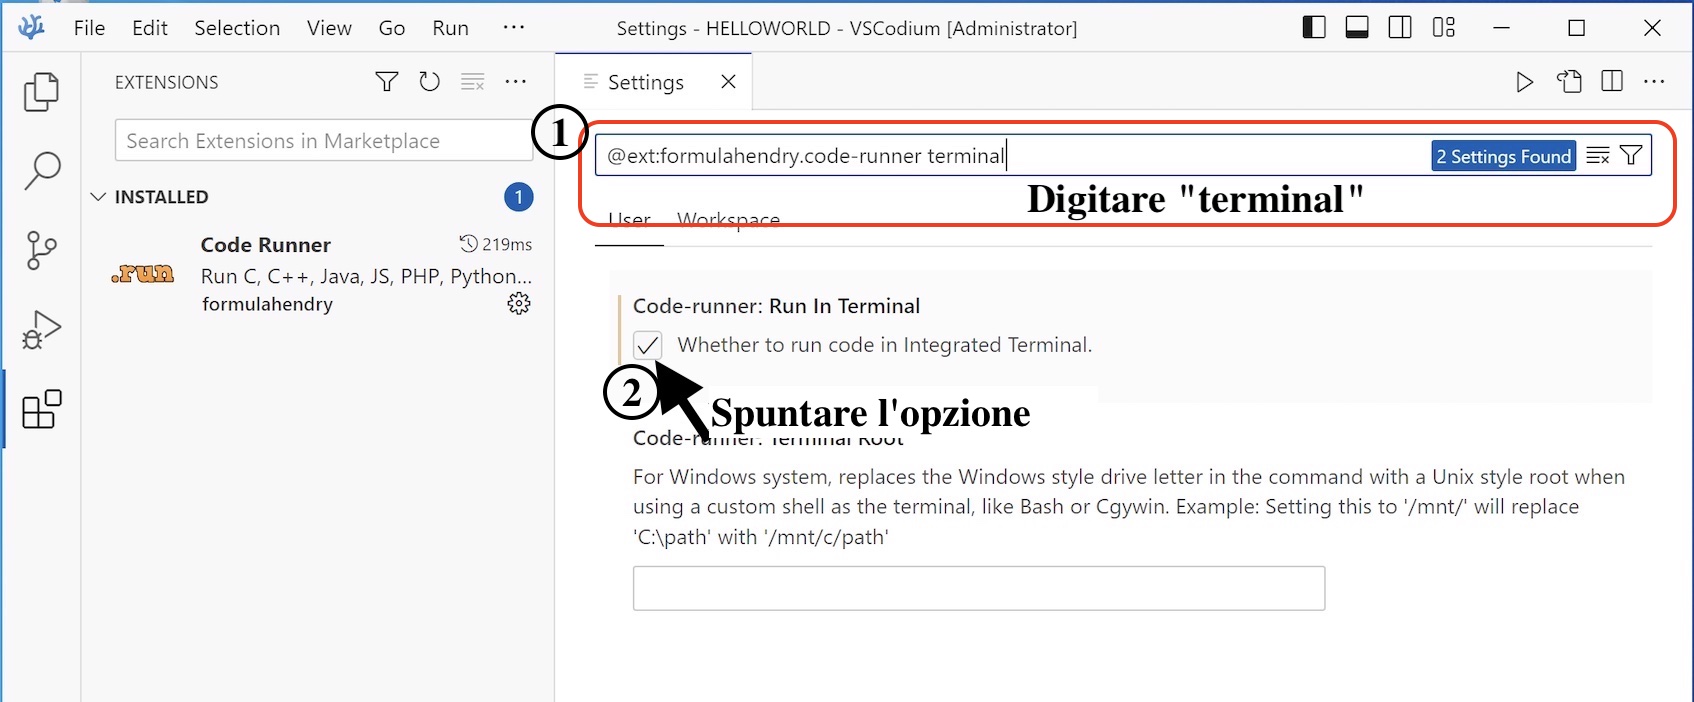 File Edit Selection View Go Run ···
Settings - HELLOWORLD - VSCodium [Administrator]
EXTENSIONS
Search Extensions in Marketplace
INSTALLED
1
Code Runner
219ms
.run
Run C, C++, Java, JS, PHP, Python...
formulahendry
Settings
1
@ext:formulahendry.code-runner terminal
2 Settings Found
Digitare "terminal"
User Workspace
Code-runner: Run In Terminal
Whether to run code in Integrated Terminal.
2
Spuntare l'opzione
Code-runner: Terminal Root
For Windows system, replaces the Windows style drive letter in the command with a Unix style root when
using a custom shell as the terminal, like Bash or Cgywin. Example: Setting this to '/mnt/' will replace
'C:\path' with '/mnt/c/path'